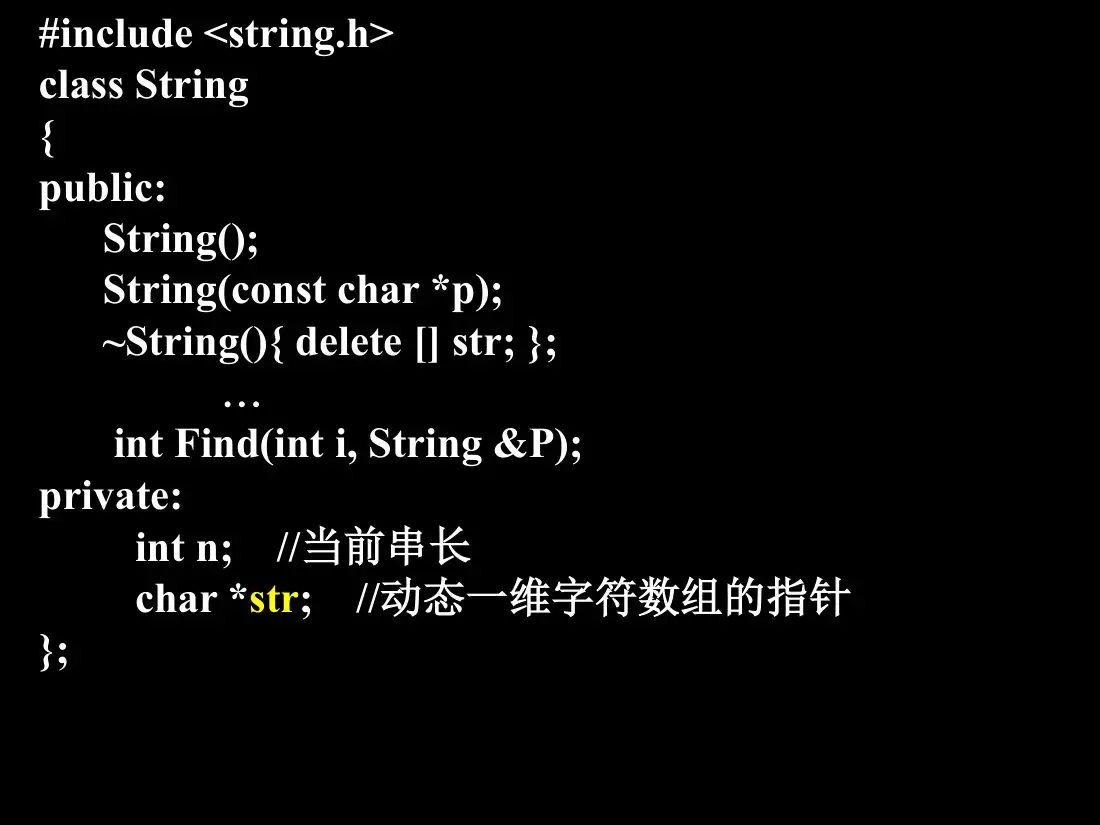 #include <string.h>
class String
{
public:
String();
String(const char *p);
~String(){ delete [] str; };
…
int Find(int i, String &P);
private:
int n; //当前串长
char *str; //动态一维字符数组的指针
};